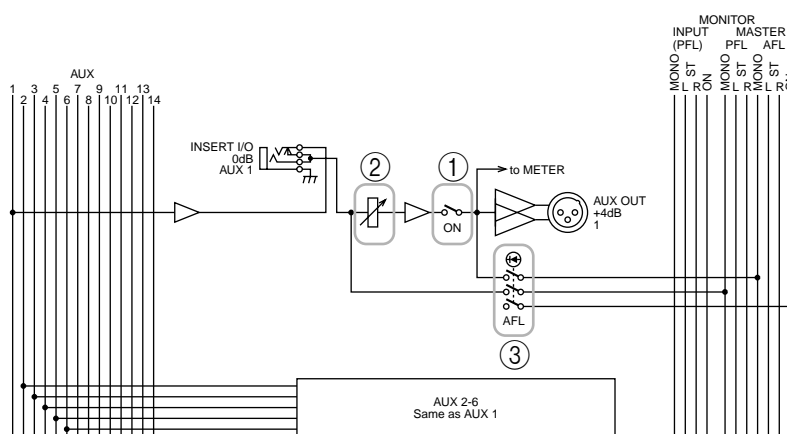 MONITOR
INPUT MASTER
(PFL) PFL AFL
MONO L ST R ON MONO L ST R MONO L ST R
AUX
1 2 3 4 5 6 7 8 9 10 11 12 13 14
INSERT I/O
0dB
AUX 1
2
1
to METER
ON
AUX OUT
+4dB
1
AFL
3
AUX 2-6
Same as AUX 1